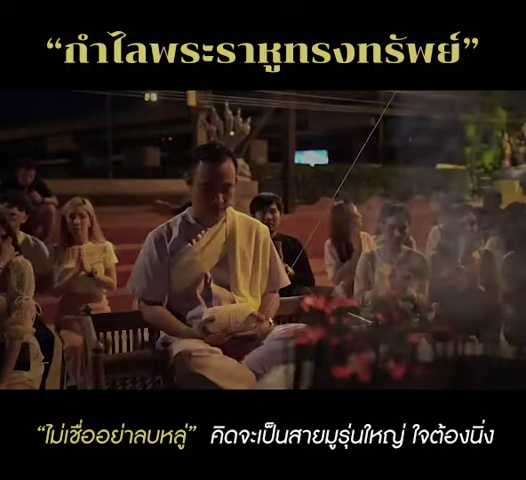 “กำไลพระราหูทรงทรัพย์”
“ไม่เชื่ออย่าลบหลู่” คิดจะเป็นสายมูรุ่นใหญ่ ใจต้องนิ่ง